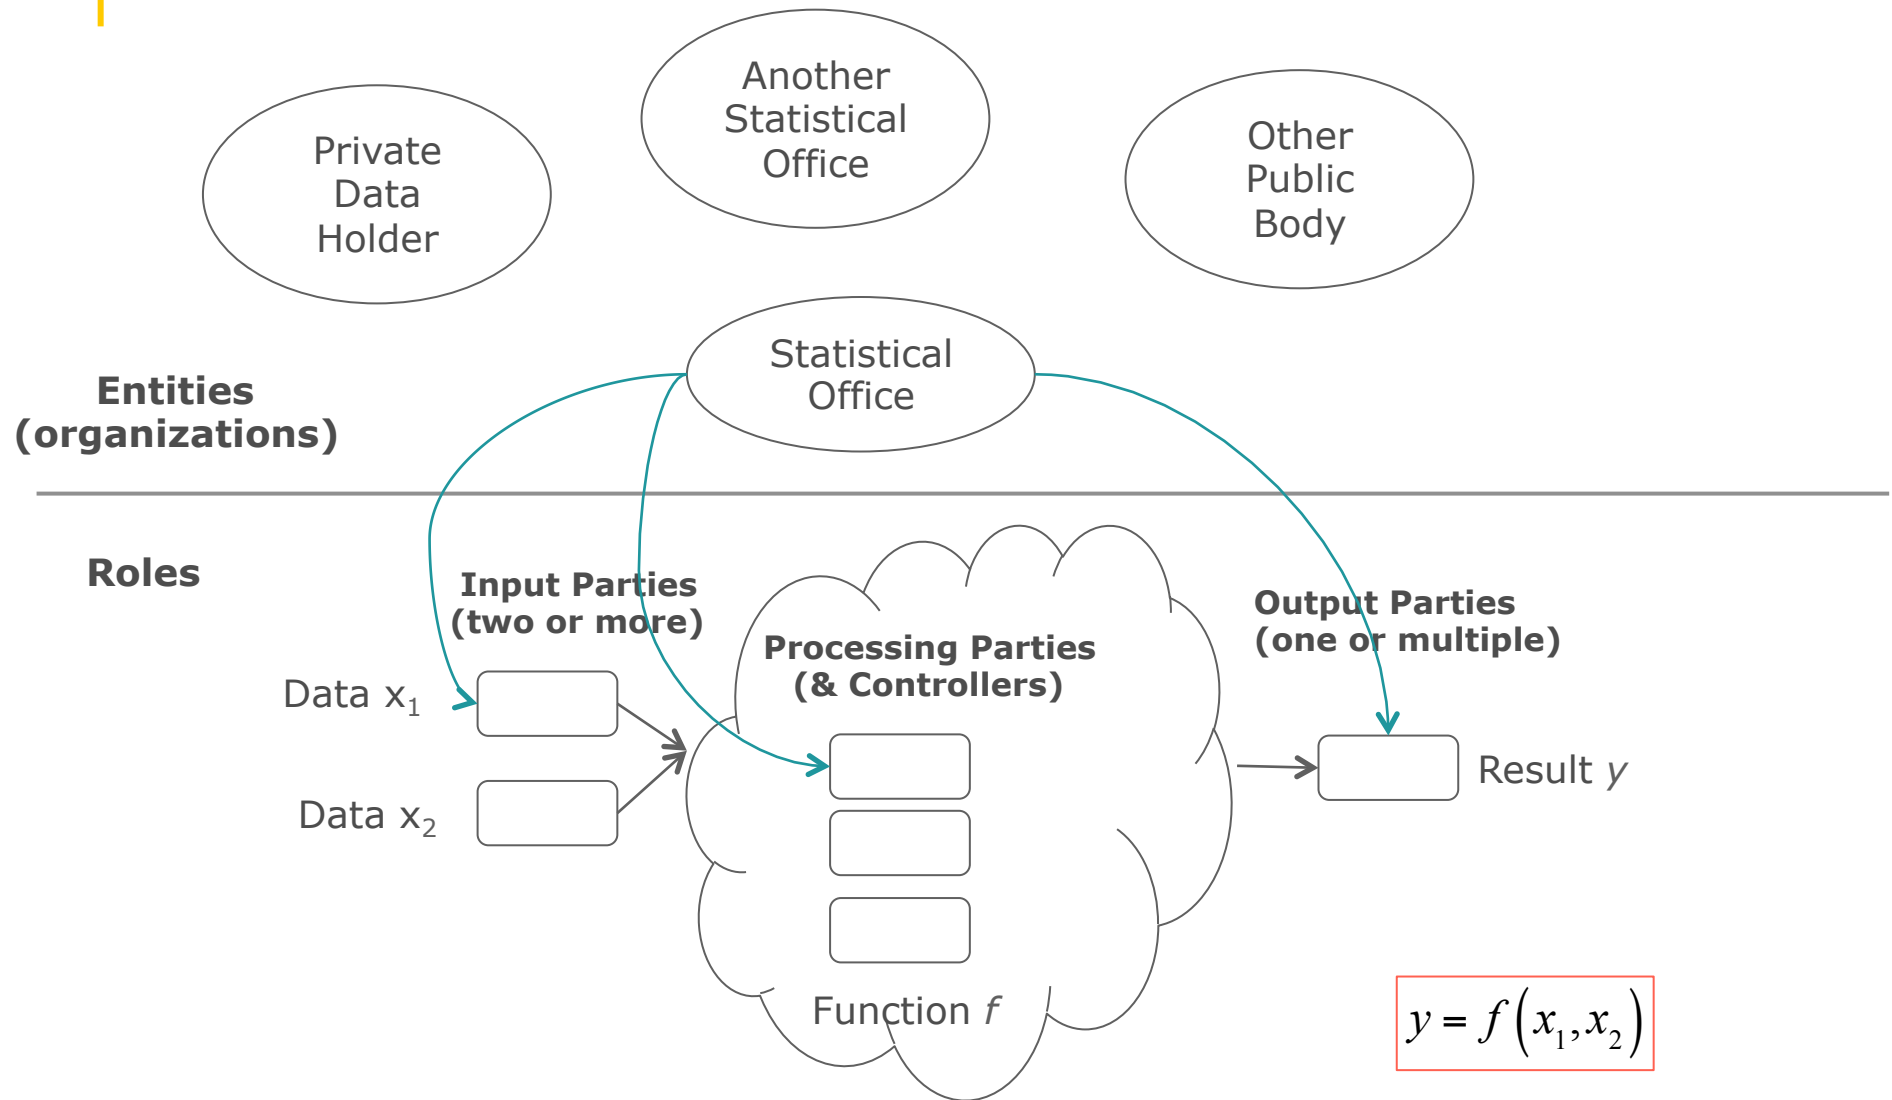 Another
Statistical
Office
Private
Data
Holder
Other
Public
Body
Statistical
Office
Entities
(organizations)
Roles
Input Parties
(two or more)
Processing Parties
(& Controllers)
Output Parties
(one or multiple)
Data x₁
Data x₂
Result y
Function f
y = f(x₁,x₂)